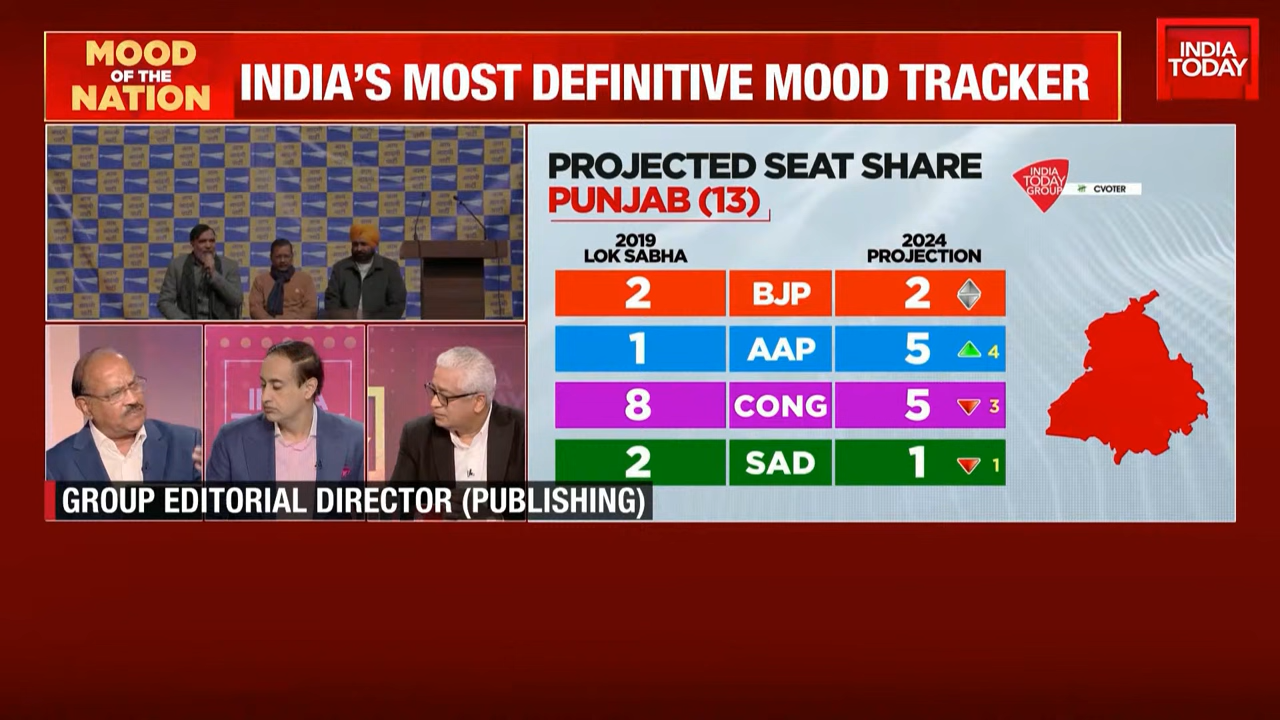 MOOD
OF THE
NATION
INDIA'S MOST DEFINITIVE MOOD TRACKER
INDIA
TODAY
PROJECTED SEAT SHARE
PUNJAB (13)
INDIA
TODAY
GROUP
CVOTER
2019
LOK SABHA
2024
PROJECTION
2 BJP 2
1 AAP 5 4
8 CONG 5 3
2 SAD 1 1
GROUP EDITORIAL DIRECTOR (PUBLISHING)